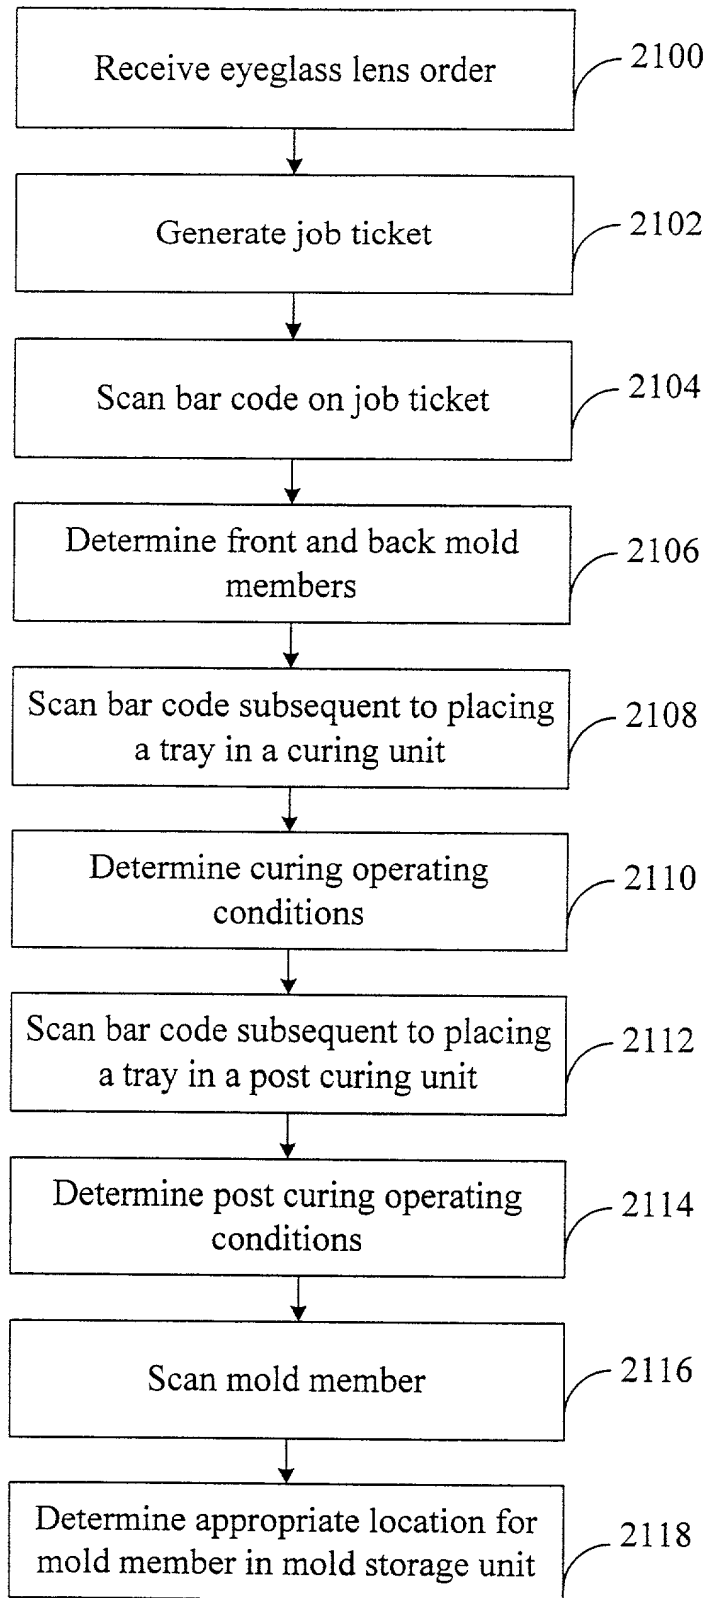 Receive eyeglass lens order
2100
Generate job ticket
2102
Scan bar code on job ticket
2104
Determine front and back mold
members
2106
Scan bar code subsequent to placing
a tray in a curing unit
2108
Determine curing operating
conditions
2110
Scan bar code subsequent to placing
a tray in a post curing unit
2112
Determine post curing operating
conditions
2114
Scan mold member
2116
Determine appropriate location for
mold member in mold storage unit
2118